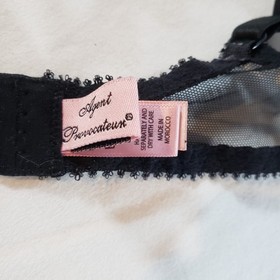 Agent
Provocateur®
SEPARATELY AND
DRY WITH CARE
MADE IN
MOROCCO